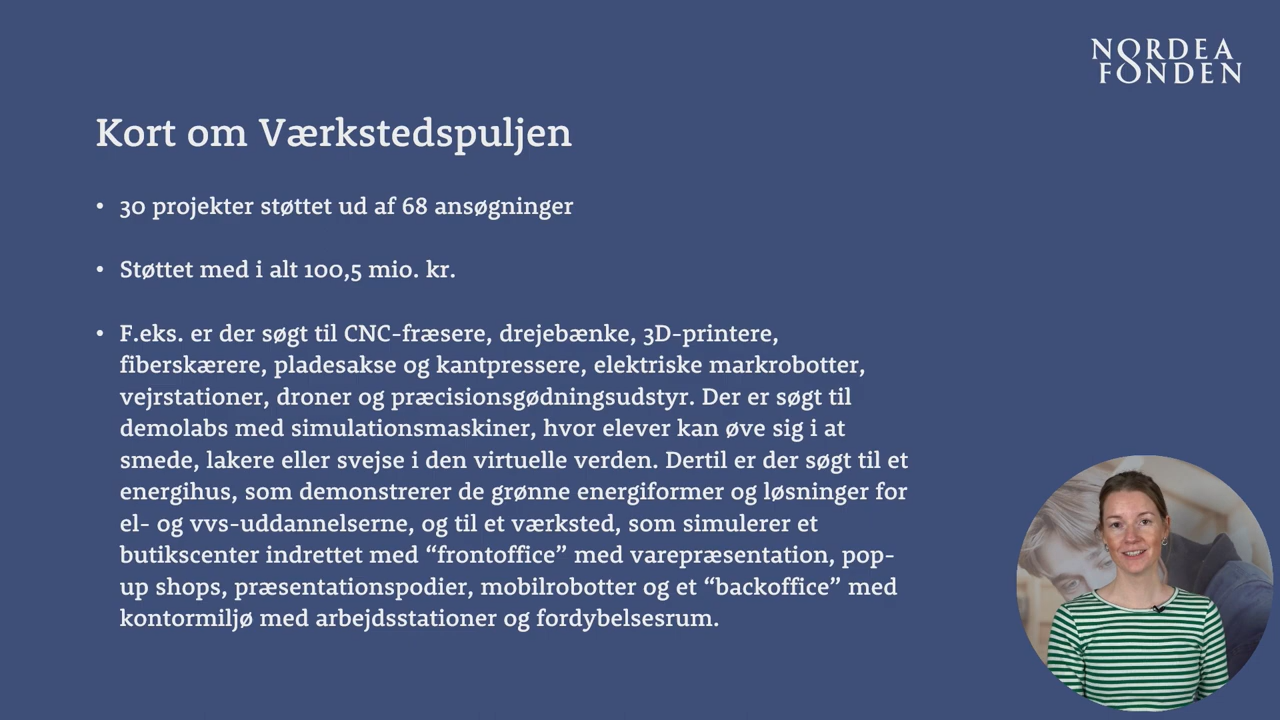 NORDEA
FONDEN
Kort om Værkstedspuljen
• 30 projekter støttet ud af 68 ansøgninger
• Støttet med i alt 100,5 mio. kr.
• F.eks. er der søgt til CNC-fræsere, drejebænke, 3D-printere,
fiberskærere, pladesakse og kantpressere, elektriske markrobotter,
vejrstationer, droner og præcisionsgødningsudstyr. Der er søgt til
demolabs med simulationsmaskiner, hvor elever kan øve sig i at
smede, lakere eller svejse i den virtuelle verden. Dertil er der søgt til et
energihus, som demonstrerer de grønne energiformer og løsninger for
el- og vvs-uddannelserne, og til et værksted, som simulerer et
butikscenter indrettet med “frontoffice” med varepræsentation, pop-
up shops, præsentationspodier, mobilrobotter og et “backoffice” med
kontormiljø med arbejdsstationer og fordybelsesrum.